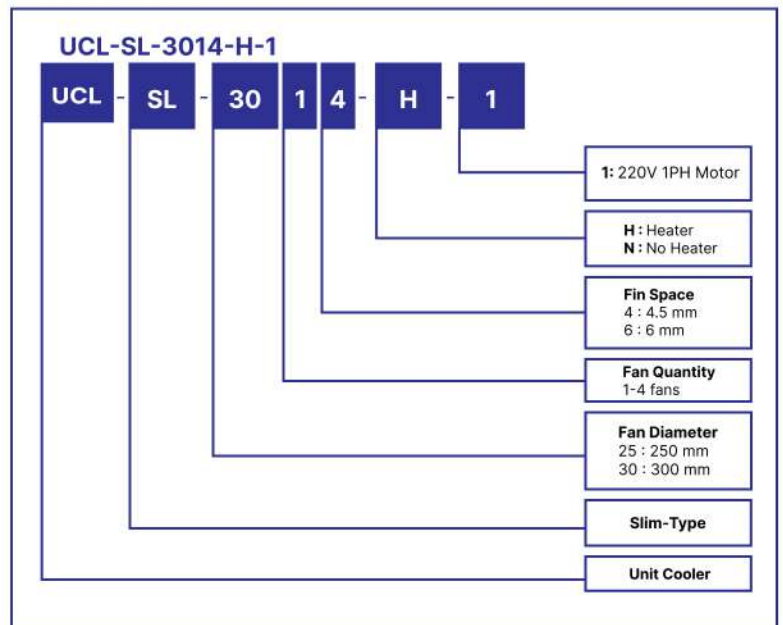 UCL-SL-3014-H-1
UCL - SL - 30 1 4 - H - 1
1: 220V 1PH Motor
H : Heater
N : No Heater
Fin Space
4 : 4.5 mm
6 : 6 mm
Fan Quantity
1-4 fans
Fan Diameter
25 : 250 mm
30 : 300 mm
Slim-Type
Unit Cooler